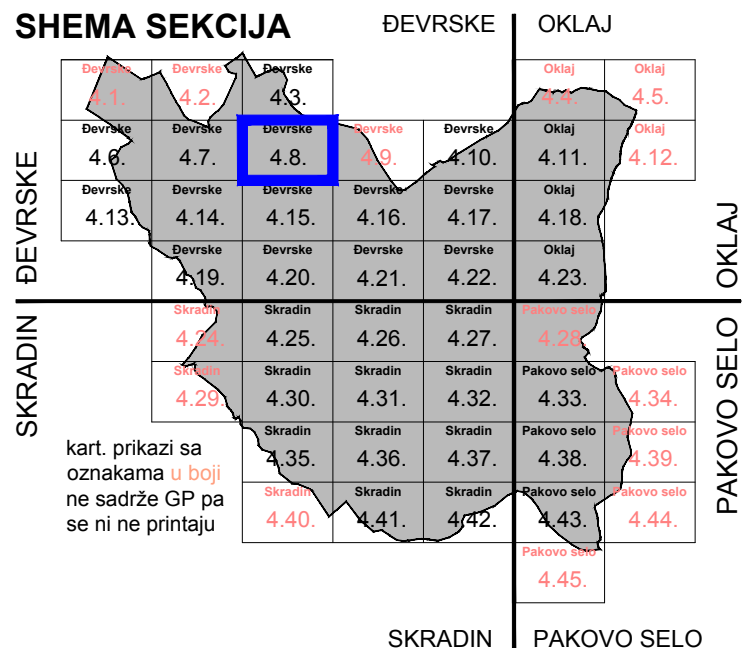 SHEMA SEKCIJA
ĐEVRSKE OKLAJ
Đevrske Đevrske Đevrske Oklaj Oklaj
4.1. 4.2. 4.3. 4.4. 4.5.
Đevrske Đevrske Đevrske Đevrske Đevrske Oklaj Oklaj
4.6. 4.7. 4.8. 4.9. 4.10. 4.11. 4.12.
Đevrske Đevrske Đevrske Đevrske Đevrske Oklaj
4.13. 4.14. 4.15. 4.16. 4.17. 4.18.
Đevrske Đevrske Đevrske Đevrske Oklaj
4.19. 4.20. 4.21. 4.22. 4.23.
ĐEVRSKE
OKLAJ
Skradin Skradin Skradin Skradin Pakovo selo
4.24. 4.25. 4.26. 4.27. 4.28.
Skradin Skradin Skradin Skradin Pakovo selo Pakovo selo
4.29. 4.30. 4.31. 4.32. 4.33. 4.34.
Skradin Skradin Skradin Pakovo selo Pakovo selo
4.35. 4.36. 4.37. 4.38. 4.39.
Skradin Skradin Skradin Pakovo selo Pakovo selo
4.40. 4.41. 4.42. 4.43. 4.44.
Pakovo selo
4.45.
SKRADIN
PAKOVO SELO
kart. prikazi sa
oznakama u boji
ne sadrže GP pa
se ni ne printaju
SKRADIN PAKOVO SELO